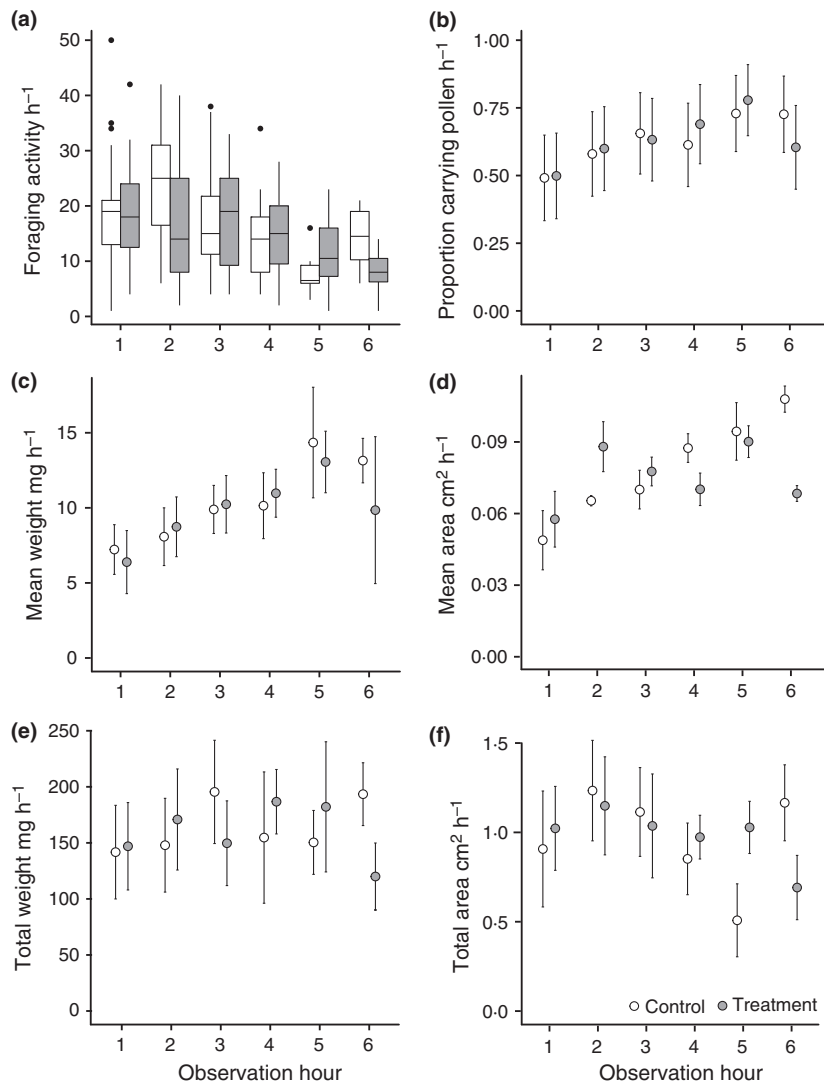 (a)
50
40
30
20
10
0
Foraging activity h⁻¹
1 2 3 4 5 6
(b)
1·00
0·75
0·50
0·25
0·00
Proportion carrying pollen h⁻¹
1 2 3 4 5 6
(c)
15
10
5
0
Mean weight mg h⁻¹
1 2 3 4 5 6
(d)
0·09
0·06
0·03
0·00
Mean area cm² h⁻¹
1 2 3 4 5 6
(e)
250
200
150
100
50
0
Total weight mg h⁻¹
1 2 3 4 5 6
Observation hour
(f)
1·5
1·0
0·5
0·0
Total area cm² h⁻¹
Control Treatment
1 2 3 4 5 6
Observation hour